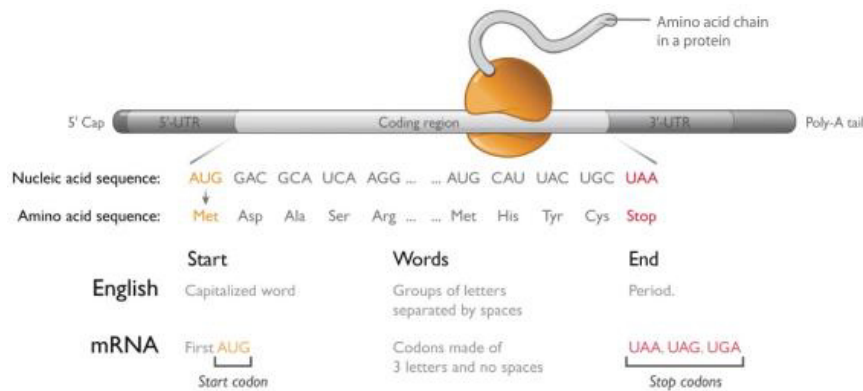 Amino acid chain
in a protein
5' Cap 5'-UTR Coding region 3'-UTR Poly-A tail
Nucleic acid sequence: AUG GAC GCA UCA AGG ... ... AUG CAU UAC UGC UAA
Amino acid sequence: Met Asp Ala Ser Arg ... ... Met His Tyr Cys Stop
Start Words End
English Capitalized word Groups of letters Period.
separated by spaces
mRNA First AUG Codons made of UAA, UAG, UGA
3 letters and no spaces
Start codon Stop codons